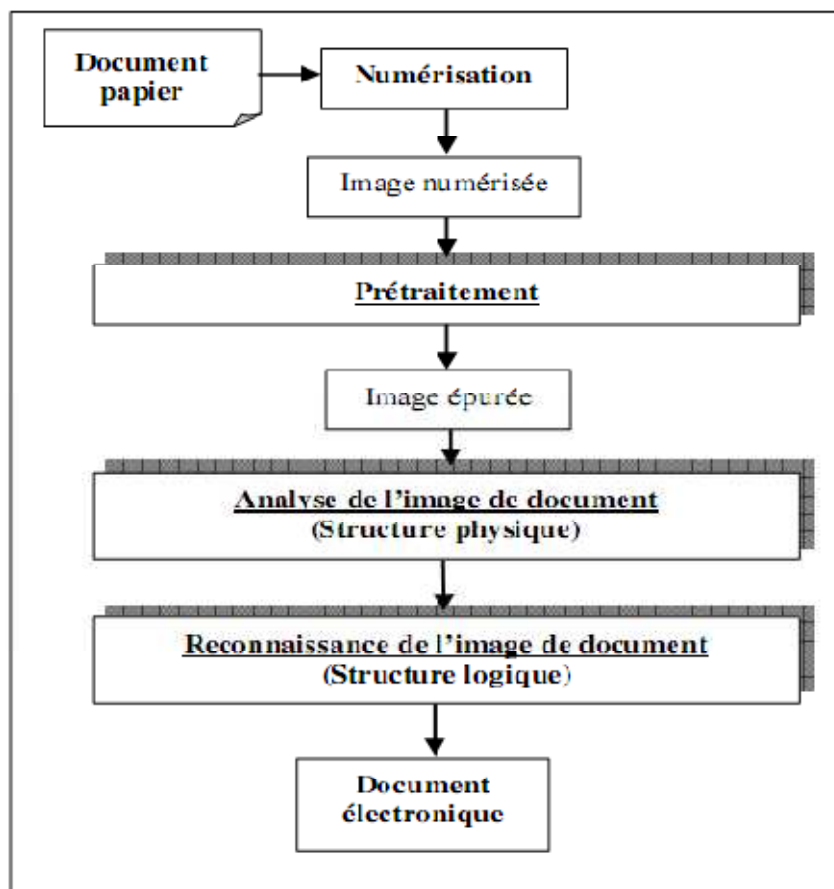 Document
papier
Numérisation
Image numérisée
Prétraitement
Image épurée
Analyse de l'image de document
(Structure physique)
Reconnaissance de l'image de document
(Structure logique)
Document
électronique